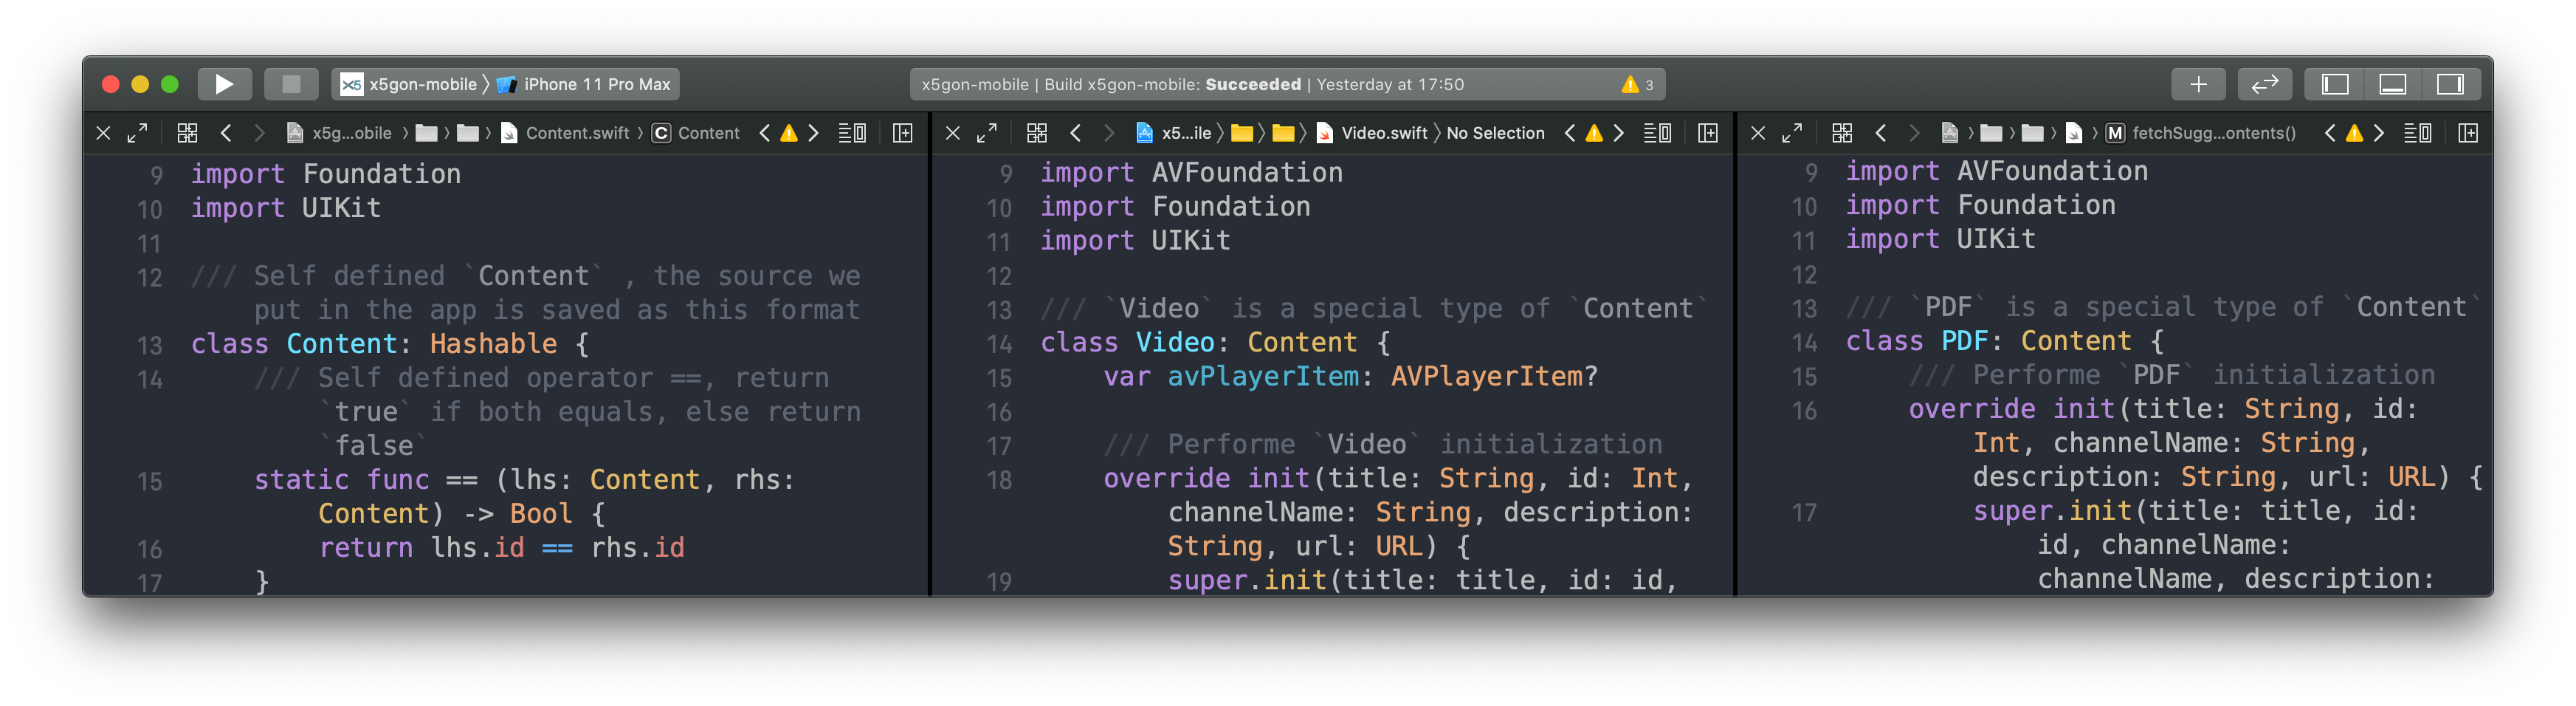 x5gon-mobile 〉 iPhone 11 Pro Max
x5gon-mobile | Build x5gon-mobile: Succeeded | Yesterday at 17:50
3
x5g...obile 〉 〉 〉 Content.swift 〉 C Content
9 import Foundation
10 import UIKit
11
12 /// Self defined `Content` , the source we
put in the app is saved as this format
13 class Content: Hashable {
14 /// Self defined operator ==, return
`true` if both equals, else return
`false`
15 static func == (lhs: Content, rhs:
Content) -> Bool {
16 return lhs.id == rhs.id
17 }
x5...ile 〉 〉 〉 Video.swift 〉 No Selection
9 import AVFoundation
10 import Foundation
11 import UIKit
12
13 /// `Video` is a special type of `Content`
14 class Video: Content {
15 var avPlayerItem: AVPlayerItem?
16
17 /// Performe `Video` initialization
18 override init(title: String, id: Int,
channelName: String, description:
String, url: URL) {
19 super.init(title: title, id: id,
〉 〉 〉 〉 M fetchSugg...ontents()
9 import AVFoundation
10 import Foundation
11 import UIKit
12
13 /// `PDF` is a special type of `Content`
14 class PDF: Content {
15 /// Performe `PDF` initialization
16 override init(title: String, id:
Int, channelName: String,
description: String, url: URL) {
17 super.init(title: title, id:
id, channelName:
channelName, description: